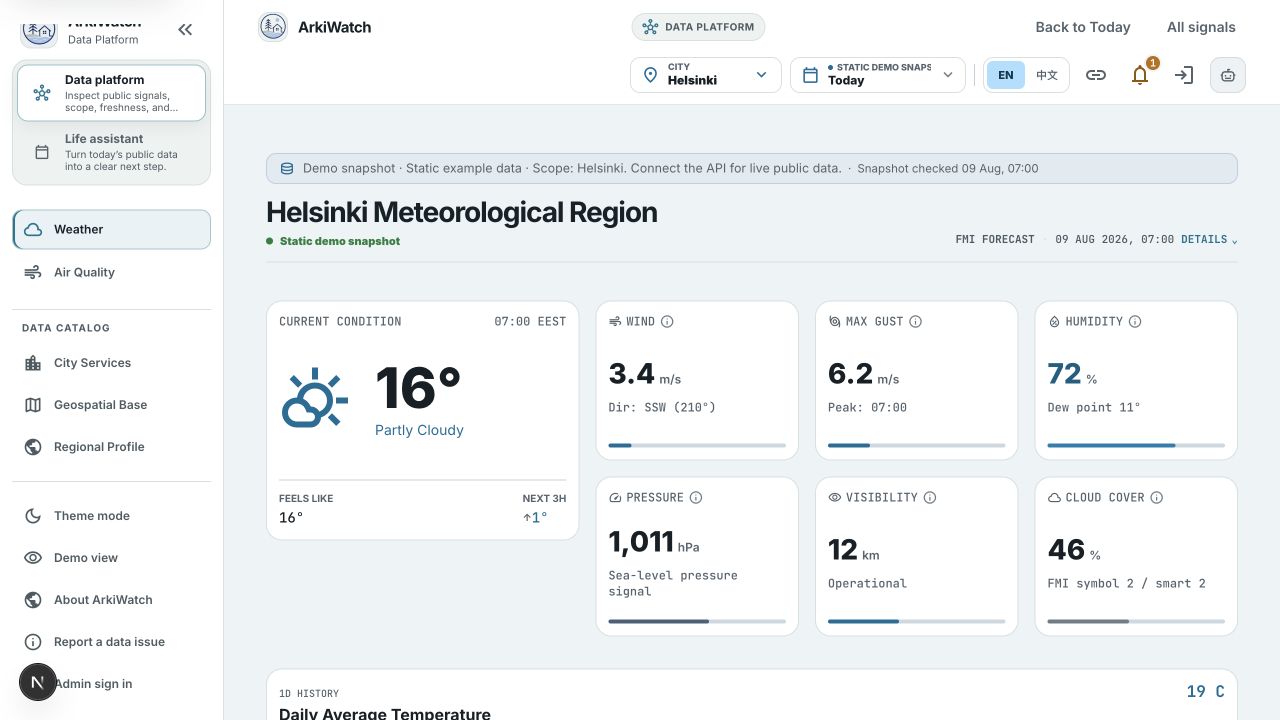 ArkiWatch
Data Platform
Data platform
Inspect public signals,
scope, freshness, and...
Life assistant
Turn today's public data
into a clear next step.
Weather
Air Quality
DATA CATALOG
City Services
Geospatial Base
Regional Profile
Theme mode
Demo view
About ArkiWatch
Report a data issue
N
Admin sign in
ArkiWatch
DATA PLATFORM
Back to Today
All signals
CITY
Helsinki
STATIC DEMO SNAPS
Today
EN
中文
1
Demo snapshot · Static example data · Scope: Helsinki. Connect the API for live public data. · Snapshot checked 09 Aug, 07:00
Helsinki Meteorological Region
Static demo snapshot
FMI FORECAST · 09 AUG 2026, 07:00 DETAILS
CURRENT CONDITION 07:00 EEST
16°
Partly Cloudy
FEELS LIKE NEXT 3H
16° ↑1°
WIND
3.4 m/s
Dir: SSW (210°)
MAX GUST
6.2 m/s
Peak: 07:00
HUMIDITY
72 %
Dew point 11°
PRESSURE
1,011 hPa
Sea-level pressure
signal
VISIBILITY
12 km
Operational
CLOUD COVER
46 %
FMI symbol 2 / smart 2
1D HISTORY
19 C
Daily Average Temperature